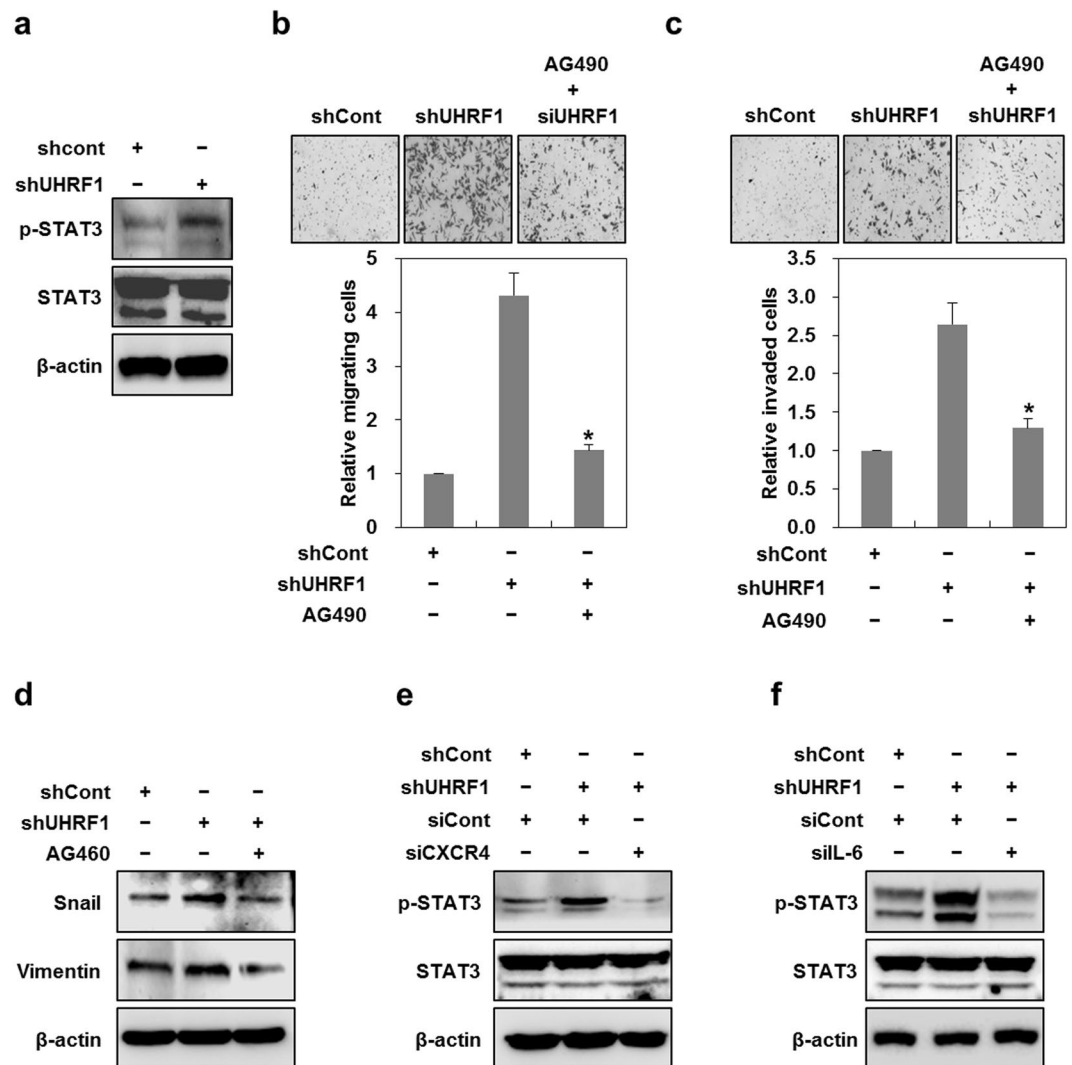 a
shcont + −
shUHRF1 − +
p-STAT3
STAT3
β-actin
b
AG490
+
shCont shUHRF1 siUHRF1
Relative migrating cells
5
4
3
2
1
0
*
shCont + − −
shUHRF1 − + +
AG490 − − +
c
AG490
+
shCont shUHRF1 shUHRF1
Relative invaded cells
3.5
3.0
2.5
2.0
1.5
1.0
0.5
0.0
*
shCont + − −
shUHRF1 − + +
AG490 − − +
d
shCont + − −
shUHRF1 − + +
AG460 − − +
Snail
Vimentin
β-actin
e
shCont + − −
shUHRF1 − + +
siCont + + −
siCXCR4 − − +
p-STAT3
STAT3
β-actin
f
shCont + − −
shUHRF1 − + +
siCont + + −
siIL-6 − − +
p-STAT3
STAT3
β-actin